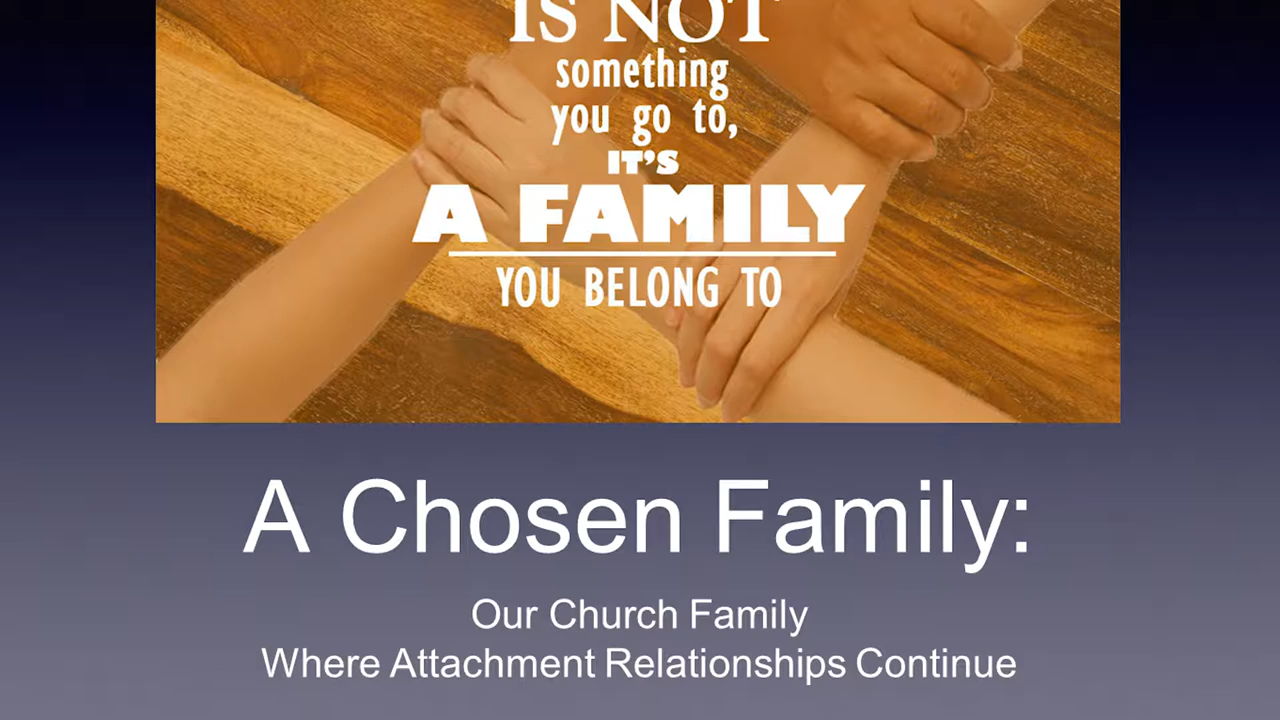 IS NOT
something
you go to,
IT'S
A FAMILY
YOU BELONG TO
A Chosen Family:
Our Church Family
Where Attachment Relationships Continue